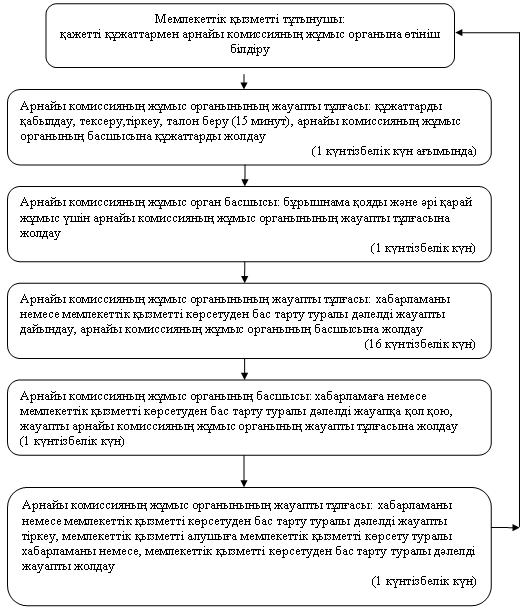 Мемлекеттік қызметті тұтынушы:
қажетті құжаттармен арнайы комиссияның жұмыс органына өтініш
білдіру
Арнайы комиссияның жұмыс органынының жауапты тұлғасы: құжаттарды
қабылдау, тексеру,тіркеу, талон беру (15 минут), арнайы комиссияның жұмыс
органының басшысына құжаттарды жолдау
(1 күнтізбелік күн ағымында)
Арнайы комиссияның жұмыс орган басшысы: бұрышнама қояды және әрі қарай
жұмыс үшін арнайы комиссияның жұмыс органынының жауапты тұлғасына
жолдау
(1 күнтізбелік күн)
Арнайы комиссияның жұмыс органынының жауапты тұлғасы: хабарламаны
немесе мемлекеттік қызметті көрсетуден бас тарту туралы дәлелді жауапты
дайындау, арнайы комиссияның жұмыс органының басшысына жолдау
(16 күнтізбелік күн)
Арнайы комиссияның жұмыс органының басшысы: хабарламаға немесе
мемлекеттік қызметті көрсетуден бас тарту туралы дәлелді жауапқа қол қою,
жауапты арнайы комиссияның жұмыс органының жауапты тұлғасына жолдау
(1 күнтізбелік күн)
Арнайы комиссияның жұмыс органынының жауапты тұлғасы: хабарламаны
немесе мемлекеттік қызметті көрсетуден бас тарту туралы дәлелді жауапты
тіркеу, мемлекеттік қызметті алушыға мемлекеттік қызметті көрсету туралы
хабарламаны немесе, мемлекеттік қызметті көрсетуден бас тарту туралы дәлелді
жауапты жолдау
(1 күнтізбелік күн)